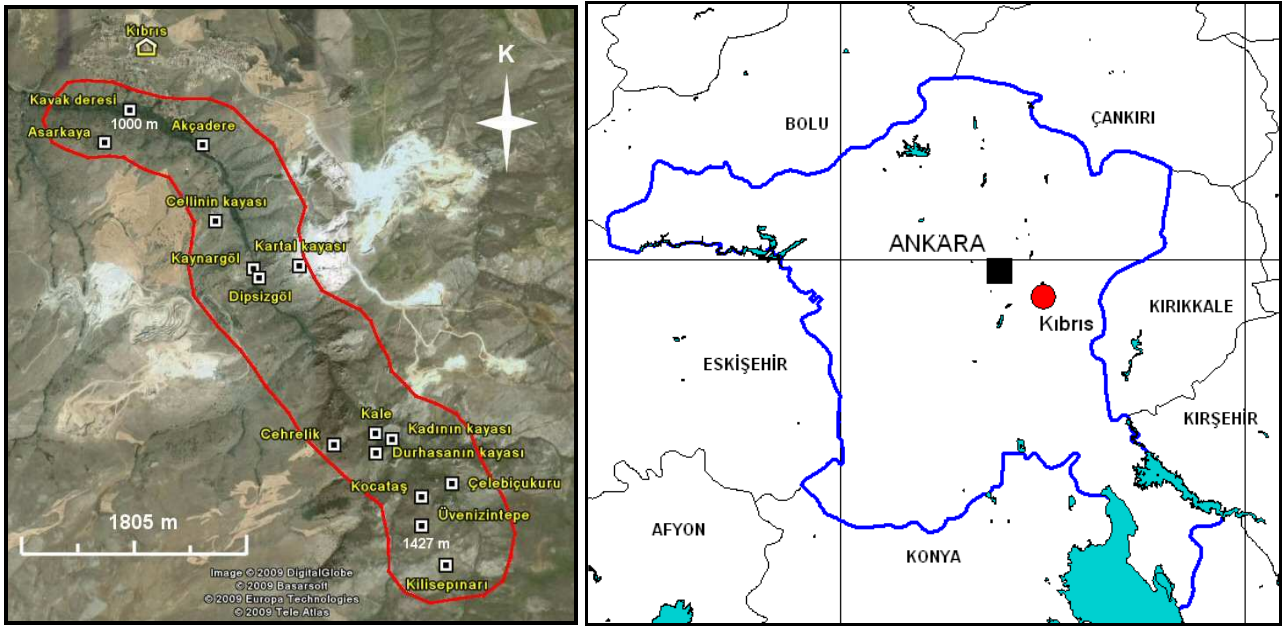 Kıbrıs
K
Kavak deresi
1000 m
Asarkaya
Akçadere
Cellinin kayası
Kartal kayası
Kaynargöl
Dipsizgöl
Kale
Kadının kayası
Cehrelik
Durhasanın kayası
Çelebiçukuru
Kocataş
Üvenizintepe
1427 m
Kilisepınarı
1805 m
Image © 2009 DigitalGlobe
© 2009 Basarsoft
© 2009 Europa Technologies
© 2009 Tele Atlas
BOLU
ÇANKIRI
ANKARA
KIRIKKALE
Kıbrıs
ESKİŞEHİR
KIRŞEHİR
AFYON
KONYA